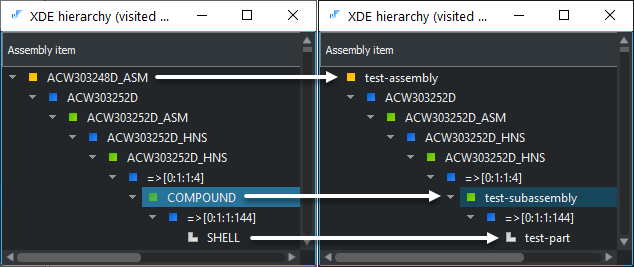 XDE hierarchy (visited ...
Assembly item
ACW303248D_ASM
ACW303252D
ACW303252D_ASM
ACW303252D_HNS
ACW303252D_HNS
=>[0:1:1:4]
COMPOUND
=>[0:1:1:144]
SHELL
XDE hierarchy (visited ...
Assembly item
test-assembly
ACW303252D
ACW303252D_ASM
ACW303252D_HNS
ACW303252D_HNS
=>[0:1:1:4]
test-subassembly
=>[0:1:1:144]
test-part